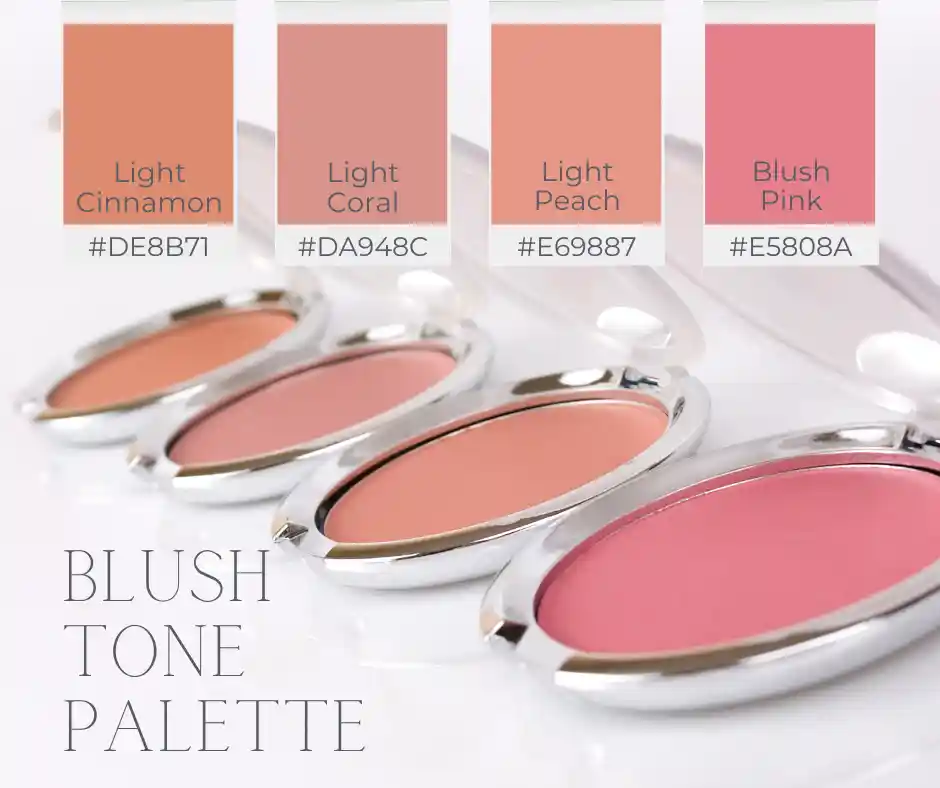 Light
Cinnamon
#DE8B71
Light
Coral
#DA948C
Light
Peach
#E69887
Blush
Pink
#E5808A
BLUSH
TONE
PALETTE